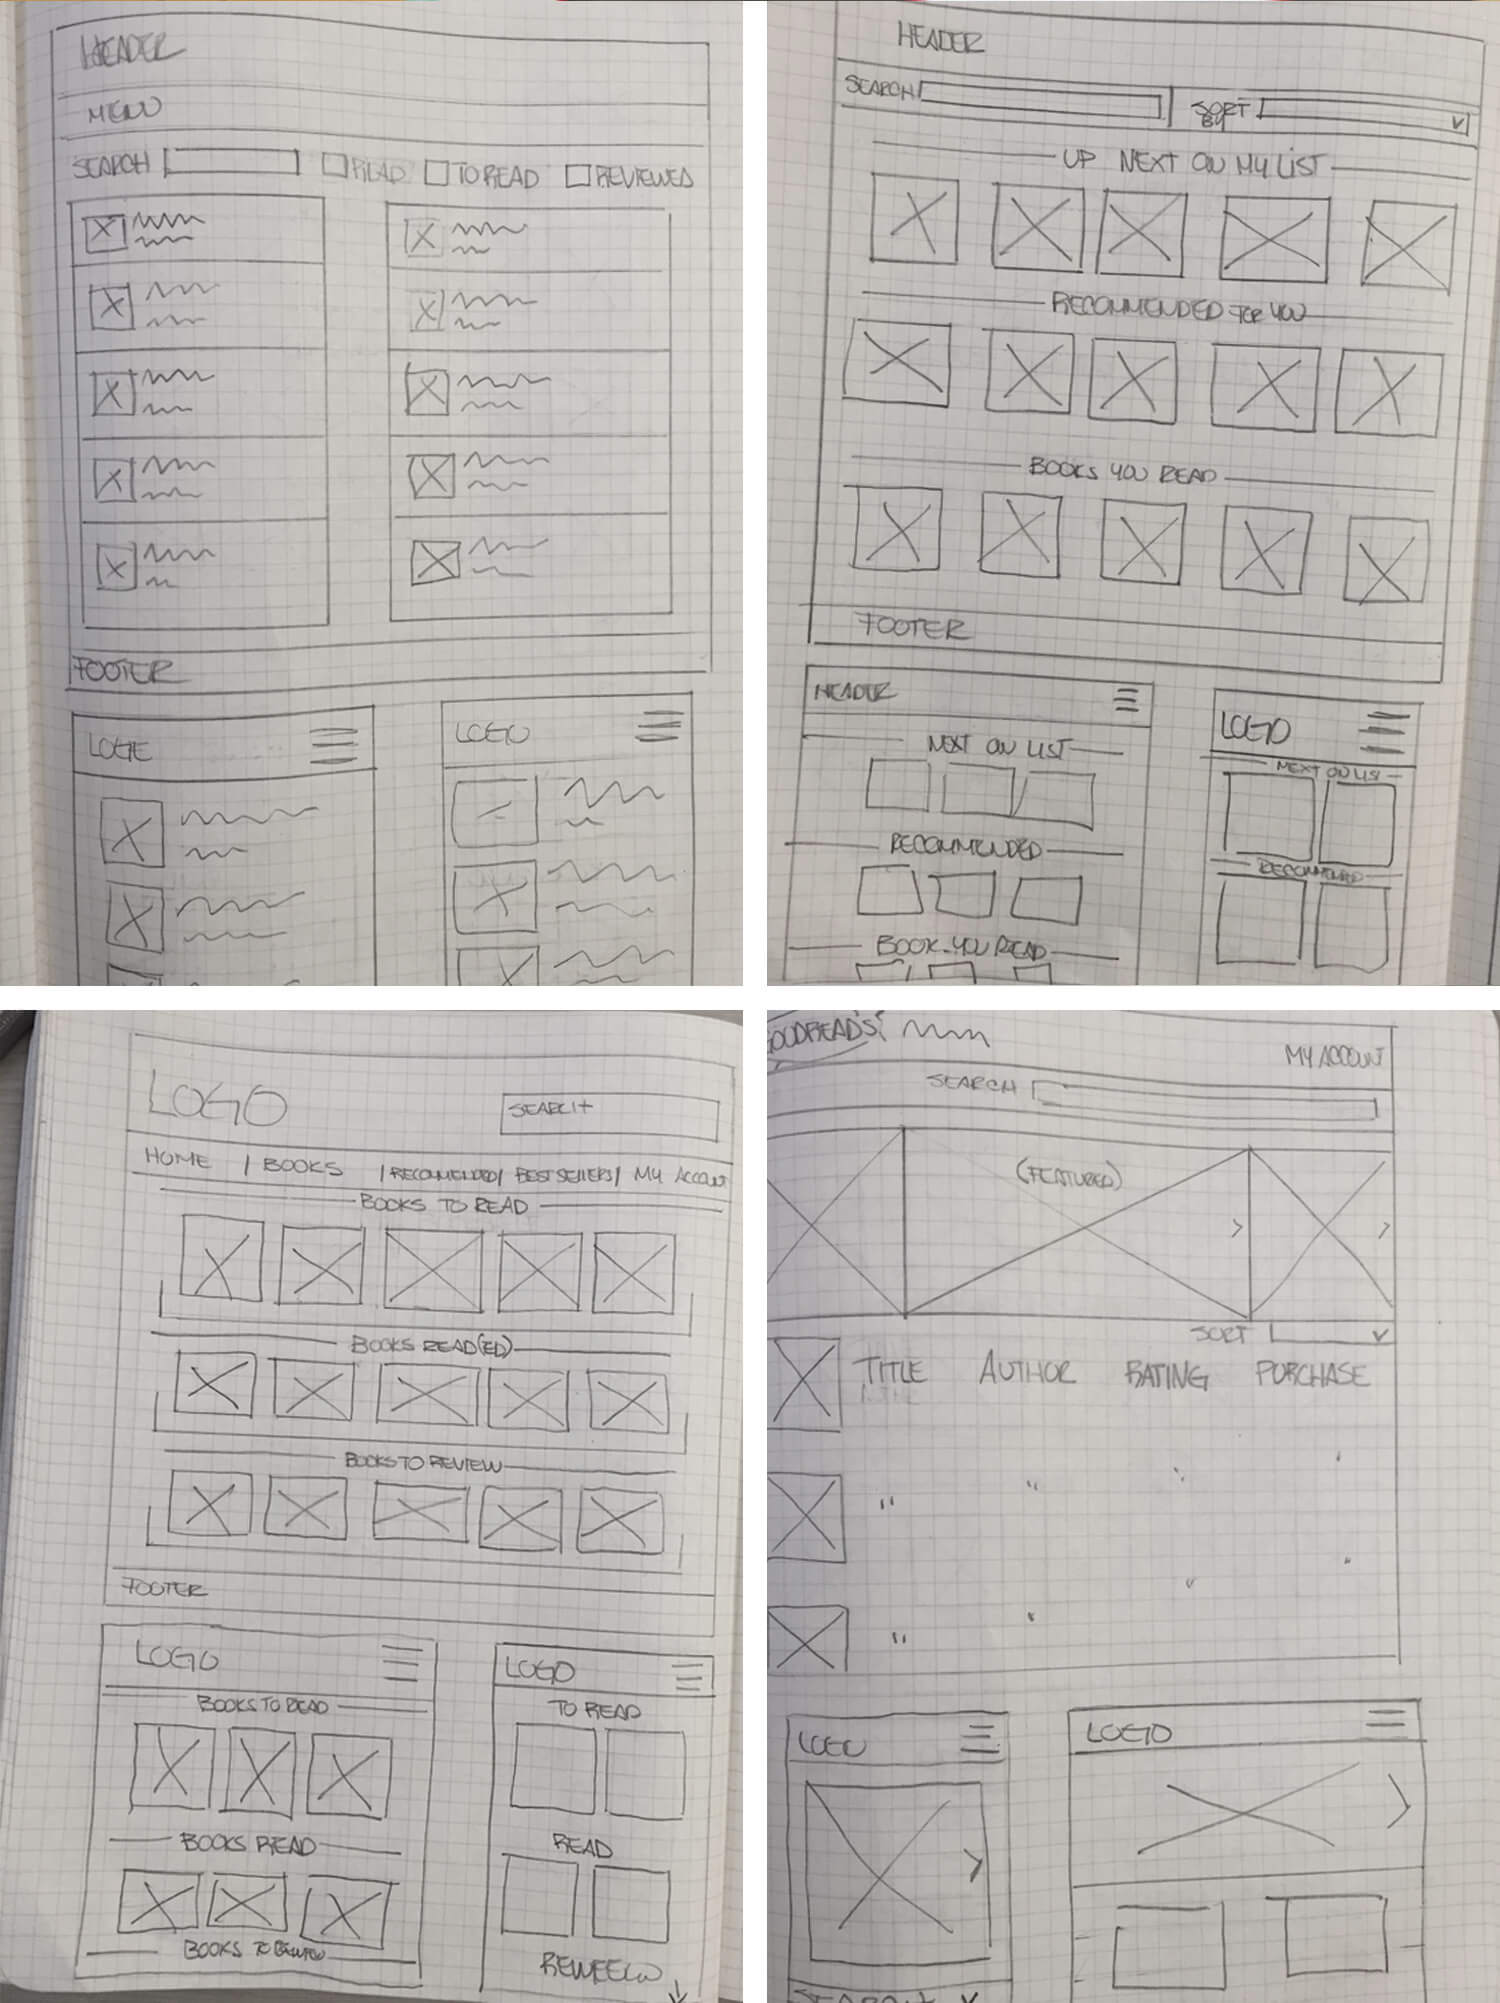 HEADER
MENU
SEARCH READ TO READ REVIEWED
FOOTER
LOGO
LOGO
HEADER
SEARCH SORT BY
UP NEXT ON MY LIST
RECOMMENDED FOR YOU
BOOKS YOU READ
FOOTER
HEADER
NEXT ON LIST
RECOMMENDED
BOOK YOU READ
LOGO
NEXT ON LIST
RECOMMENDED
LOGO
SEARCH
HOME | BOOKS | RECOMMENDED | BEST SELLERS | MY ACCOUNT
BOOKS TO READ
BOOKS READ(ED)
BOOKS TO REVIEW
FOOTER
LOGO
BOOKS TO READ
BOOKS READ
BOOKS TO REVIEW
LOGO
TO READ
READ
OODREADS
MY ACCOUNT
SEARCH
(FEATURED)
SORT
TITLE AUTHOR RATING PURCHASE
LOGO
LOGO